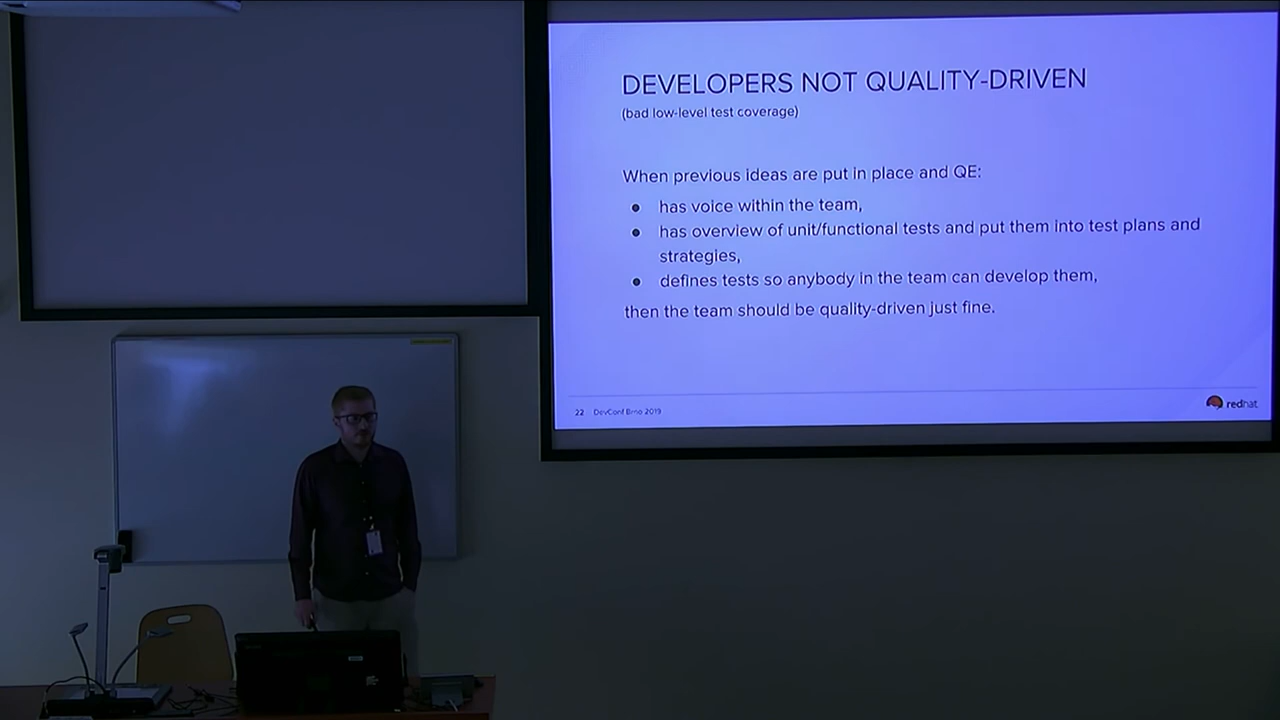 DEVELOPERS NOT QUALITY-DRIVEN
(bad low-level test coverage)
When previous ideas are put in place and QE:
has voice within the team,
has overview of unit/functional tests and put them into test plans and
strategies,
defines tests so anybody in the team can develop them,
then the team should be quality-driven just fine.
22 DevConf Brno 2019
redhat